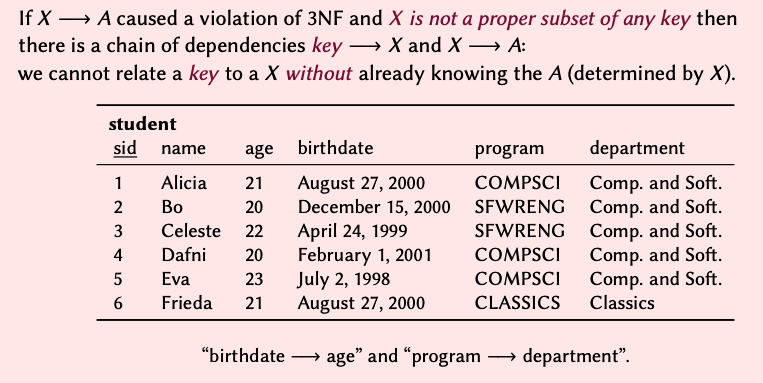 If X → A caused a violation of 3NF and X is not a proper subset of any key then
there is a chain of dependencies key → X and X → A:
we cannot relate a key to a X without already knowing the A (determined by X).
student
sid name age birthdate program department
1 Alicia 21 August 27, 2000 COMPSCI Comp. and Soft.
2 Bo 20 December 15, 2000 SFWRENG Comp. and Soft.
3 Celeste 22 April 24, 1999 SFWRENG Comp. and Soft.
4 Dafni 20 February 1, 2001 COMPSCI Comp. and Soft.
5 Eva 23 July 2, 1998 COMPSCI Comp. and Soft.
6 Frieda 21 August 27, 2000 CLASSICS Classics
“birthdate → age” and “program → department”.